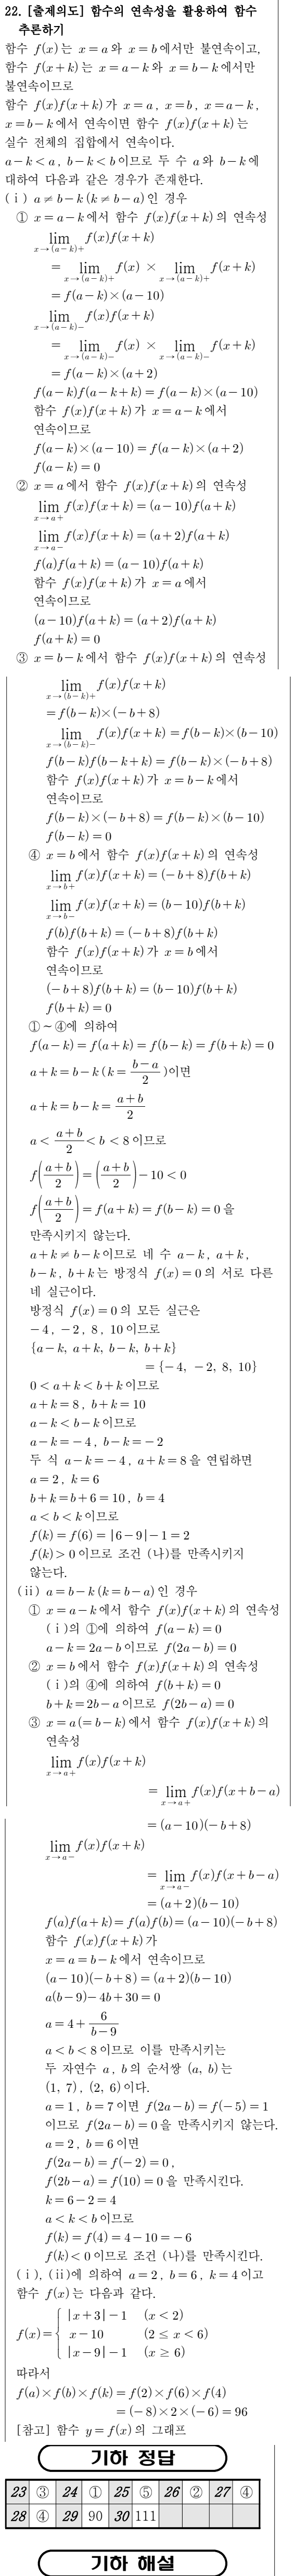 22. [출제의도] 함수의 연속성을 활용하여 함수
추론하기
함수 f(x)는 x=a와 x=b에서만 불연속이고,
함수 f(x+k)는 x=a-k와 x=b-k에서만
불연속이므로
함수 f(x)f(x+k)가 x=a, x=b, x=a-k,
x=b-k에서 연속이면 함수 f(x)f(x+k)는
실수 전체의 집합에서 연속이다.
a-k<a, b-k<b이므로 두 수 a와 b-k에
대하여 다음과 같은 경우가 존재한다.
(ⅰ) a≠b-k(k≠b-a)인 경우
① x=a-k에서 함수 f(x)f(x+k)의 연속성
lim_{x→(a-k)+} f(x)f(x+k)
= lim_{x→(a-k)+} f(x) × lim_{x→(a-k)+} f(x+k)
= f(a-k)×(a-10)
lim_{x→(a-k)-} f(x)f(x+k)
= lim_{x→(a-k)-} f(x) × lim_{x→(a-k)-} f(x+k)
= f(a-k)×(a+2)
f(a-k)f(a-k+k)=f(a-k)×(a-10)
함수 f(x)f(x+k)가 x=a-k에서
연속이므로
f(a-k)×(a-10)=f(a-k)×(a+2)
f(a-k)=0
② x=a에서 함수 f(x)f(x+k)의 연속성
lim_{x→a+} f(x)f(x+k)=(a-10)f(a+k)
lim_{x→a-} f(x)f(x+k)=(a+2)f(a+k)
f(a)f(a+k)=(a-10)f(a+k)
함수 f(x)f(x+k)가 x=a에서
연속이므로
(a-10)f(a+k)=(a+2)f(a+k)
f(a+k)=0
③ x=b-k에서 함수 f(x)f(x+k)의 연속성
lim_{x→(b-k)+} f(x)f(x+k)
=f(b-k)×(-b+8)
lim_{x→(b-k)-} f(x)f(x+k)=f(b-k)×(b-10)
f(b-k)f(b-k+k)=f(b-k)×(-b+8)
함수 f(x)f(x+k)가 x=b-k에서
연속이므로
f(b-k)×(-b+8)=f(b-k)×(b-10)
f(b-k)=0
④ x=b에서 함수 f(x)f(x+k)의 연속성
lim_{x→b+} f(x)f(x+k)=(-b+8)f(b+k)
lim_{x→b-} f(x)f(x+k)=(b-10)f(b+k)
f(b)f(b+k)=(-b+8)f(b+k)
함수 f(x)f(x+k)가 x=b에서
연속이므로
(-b+8)f(b+k)=(b-10)f(b+k)
f(b+k)=0
①~④에 의하여
f(a-k)=f(a+k)=f(b-k)=f(b+k)=0
a+k=b-k(k=(b-a)/2)이면
a+k=b-k=(a+b)/2
a<(a+b)/2<b<8이므로
f((a+b)/2)=((a+b)/2)-10<0
f((a+b)/2)=f(a+k)=f(b-k)=0을
만족시키지 않는다.
a+k≠b-k이므로 네 수 a-k, a+k,
b-k, b+k는 방정식 f(x)=0의 서로 다른
네 실근이다.
방정식 f(x)=0의 모든 실근은
-4, -2, 8, 10이므로
{a-k, a+k, b-k, b+k}
={-4, -2, 8, 10}
0<a+k<b+k이므로
a+k=8, b+k=10
a-k<b-k이므로
a-k=-4, b-k=-2
두 식 a-k=-4, a+k=8을 연립하면
a=2, k=6
b+k=b+6=10, b=4
a<b<k이므로
f(k)=f(6)=|6-9|-1=2
f(k)>0이므로 조건 (나)를 만족시키지
않는다.
(ⅱ) a=b-k(k=b-a)인 경우
① x=a-k에서 함수 f(x)f(x+k)의 연속성
(ⅰ)의 ①에 의하여 f(a-k)=0
a-k=2a-b이므로 f(2a-b)=0
② x=b에서 함수 f(x)f(x+k)의 연속성
(ⅰ)의 ④에 의하여 f(b+k)=0
b+k=2b-a이므로 f(2b-a)=0
③ x=a(=b-k)에서 함수 f(x)f(x+k)의
연속성
lim_{x→a+} f(x)f(x+k)
= lim_{x→a+} f(x)f(x+b-a)
=(a-10)(-b+8)
lim_{x→a-} f(x)f(x+k)
= lim_{x→a-} f(x)f(x+b-a)
=(a+2)(b-10)
f(a)f(a+k)=f(a)f(b)=(a-10)(-b+8)
함수 f(x)f(x+k)가
x=a=b-k에서 연속이므로
(a-10)(-b+8)=(a+2)(b-10)
a(b-9)-4b+30=0
a=4+6/(b-9)
a<b<8이므로 이를 만족시키는
두 자연수 a, b의 순서쌍 (a, b)는
(1, 7), (2, 6)이다.
a=1, b=7이면 f(2a-b)=f(-5)=1
이므로 f(2a-b)=0을 만족시키지 않는다.
a=2, b=6이면
f(2a-b)=f(-2)=0,
f(2b-a)=f(10)=0을 만족시킨다.
k=6-2=4
a<k<b이므로
f(k)=f(4)=4-10=-6
f(k)<0이므로 조건 (나)를 만족시킨다.
(ⅰ), (ⅱ)에 의하여 a=2, b=6, k=4이고
함수 f(x)는 다음과 같다.
f(x)={ |x+3|-1 (x<2)
x-10 (2≤x<6)
|x-9|-1 (x≥6)
따라서
f(a)×f(b)×f(k)=f(2)×f(6)×f(4)
=(-8)×2×(-6)=96
[참고] 함수 y=f(x)의 그래프
기하 정답
23 ③ 24 ① 25 ⑤ 26 ② 27 ④
28 ④ 29 90 30 111
기하 해설